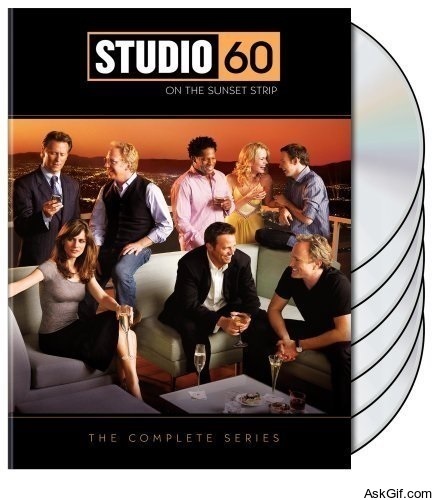 STUDIO 60
ON THE SUNSET STRIP
THE COMPLETE SERIES
AskGif.com